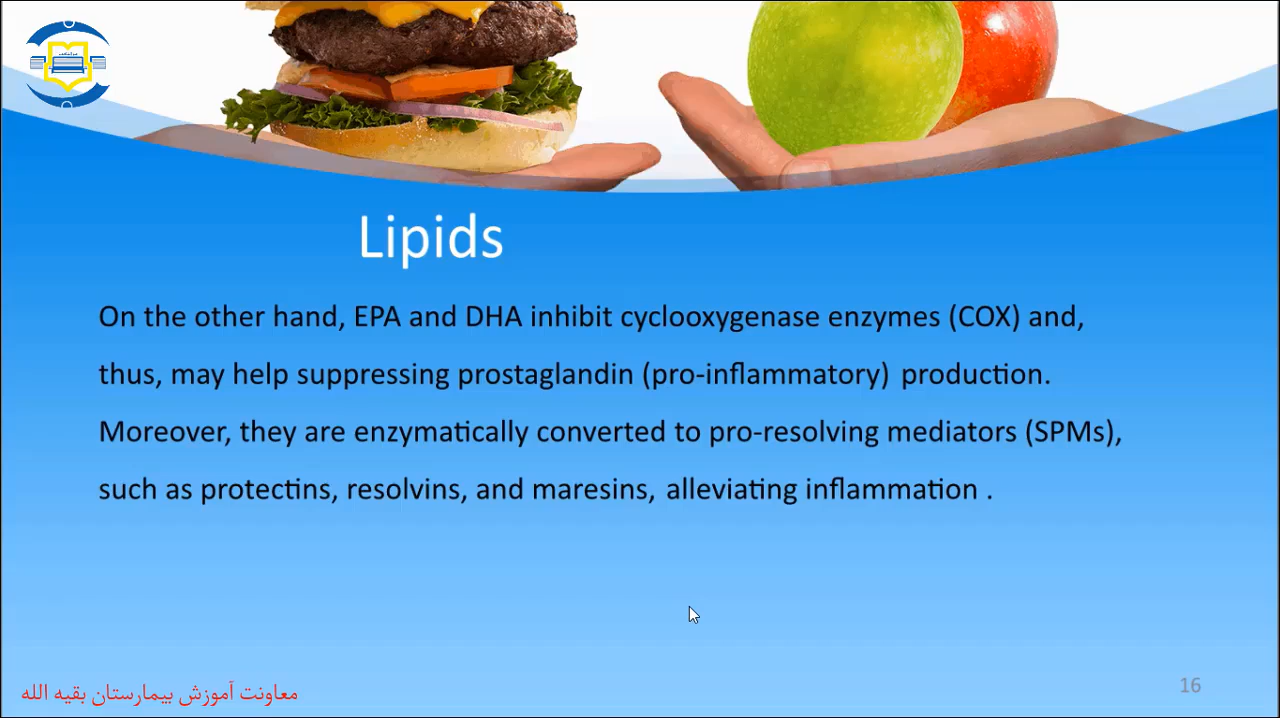 Lipids
On the other hand, EPA and DHA inhibit cyclooxygenase enzymes (COX) and,
thus, may help suppressing prostaglandin (pro-inflammatory) production.
Moreover, they are enzymatically converted to pro-resolving mediators (SPMs),
such as protectins, resolvins, and maresins, alleviating inflammation .
معاونت آموزش بیمارستان بقیه الله
16